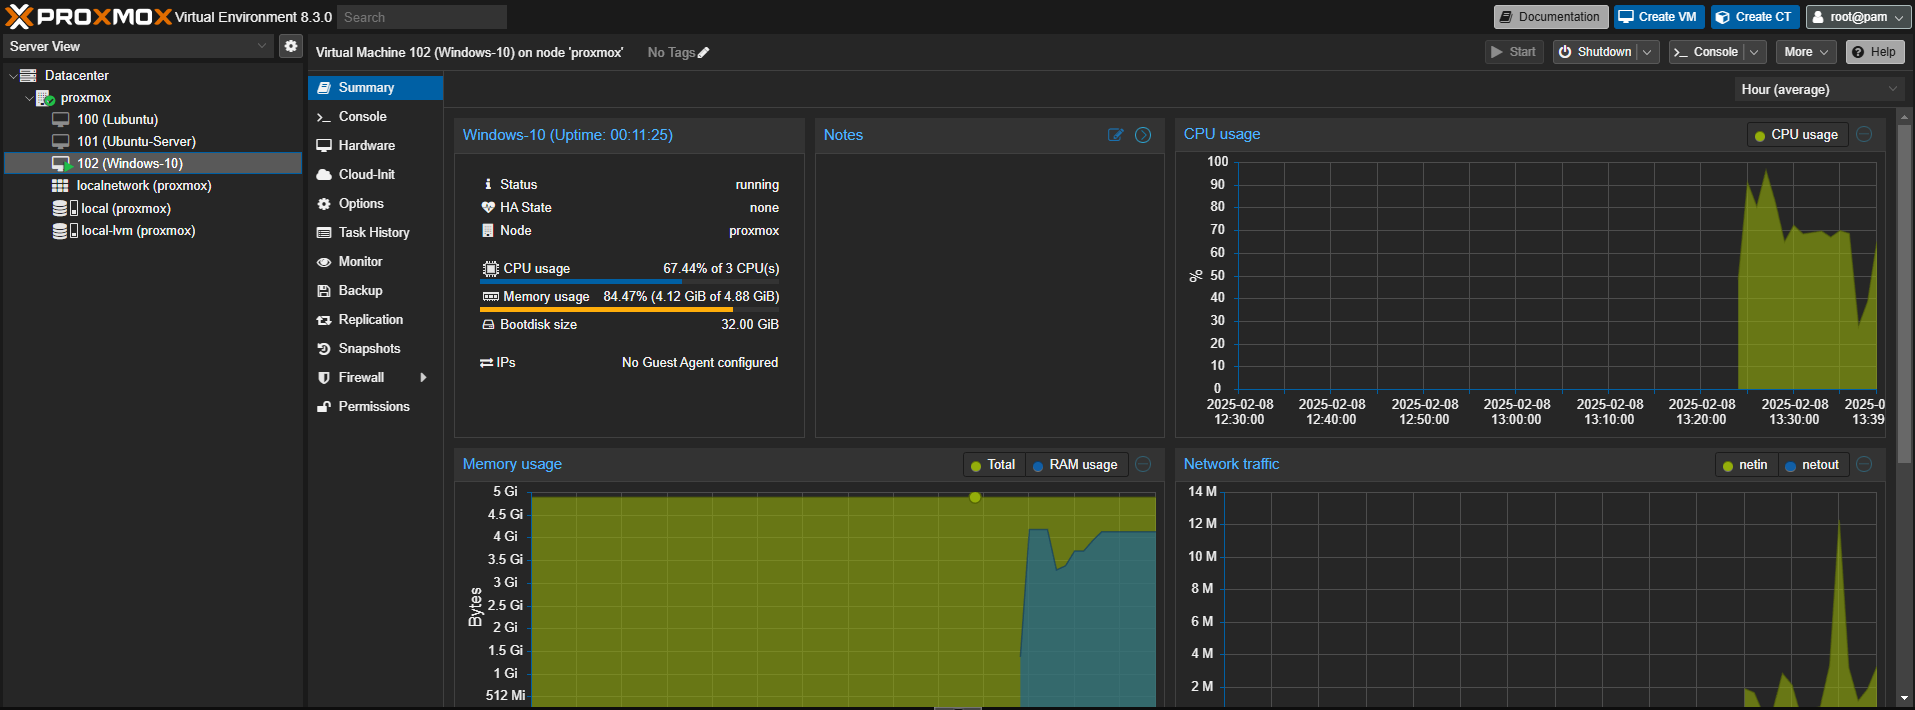 PROXMOX Virtual Environment 8.3.0 Search Documentation Create VM Create CT root@pam
Server View
Virtual Machine 102 (Windows-10) on node 'proxmox' No Tags Start Shutdown Console More Help
Datacenter
proxmox
100 (Lubuntu)
101 (Ubuntu-Server)
102 (Windows-10)
localnetwork (proxmox)
local (proxmox)
local-lvm (proxmox)
Summary
Console
Hardware
Cloud-Init
Options
Task History
Monitor
Backup
Replication
Snapshots
Firewall
Permissions
Hour (average)
Windows-10 (Uptime: 00:11:25)
Status running
HA State none
Node proxmox
CPU usage 67.44% of 3 CPU(s)
Memory usage 84.47% (4.12 GiB of 4.88 GiB)
Bootdisk size 32.00 GiB
IPs No Guest Agent configured
Notes
CPU usage
CPU usage
100
90
80
70
60
50
40
30
20
10
0
%
2025-02-08 2025-02-08 2025-02-08 2025-02-08 2025-02-08 2025-02-08 2025-02-08 2025-0
12:30:00 12:40:00 12:50:00 13:00:00 13:10:00 13:20:00 13:30:00 13:39
Memory usage
Total RAM usage
5 Gi
4.5 Gi
4 Gi
3.5 Gi
3 Gi
2.5 Gi
2 Gi
1.5 Gi
1 Gi
512 Mi
Bytes
Network traffic
netin netout
14 M
12 M
10 M
8 M
6 M
4 M
2 M